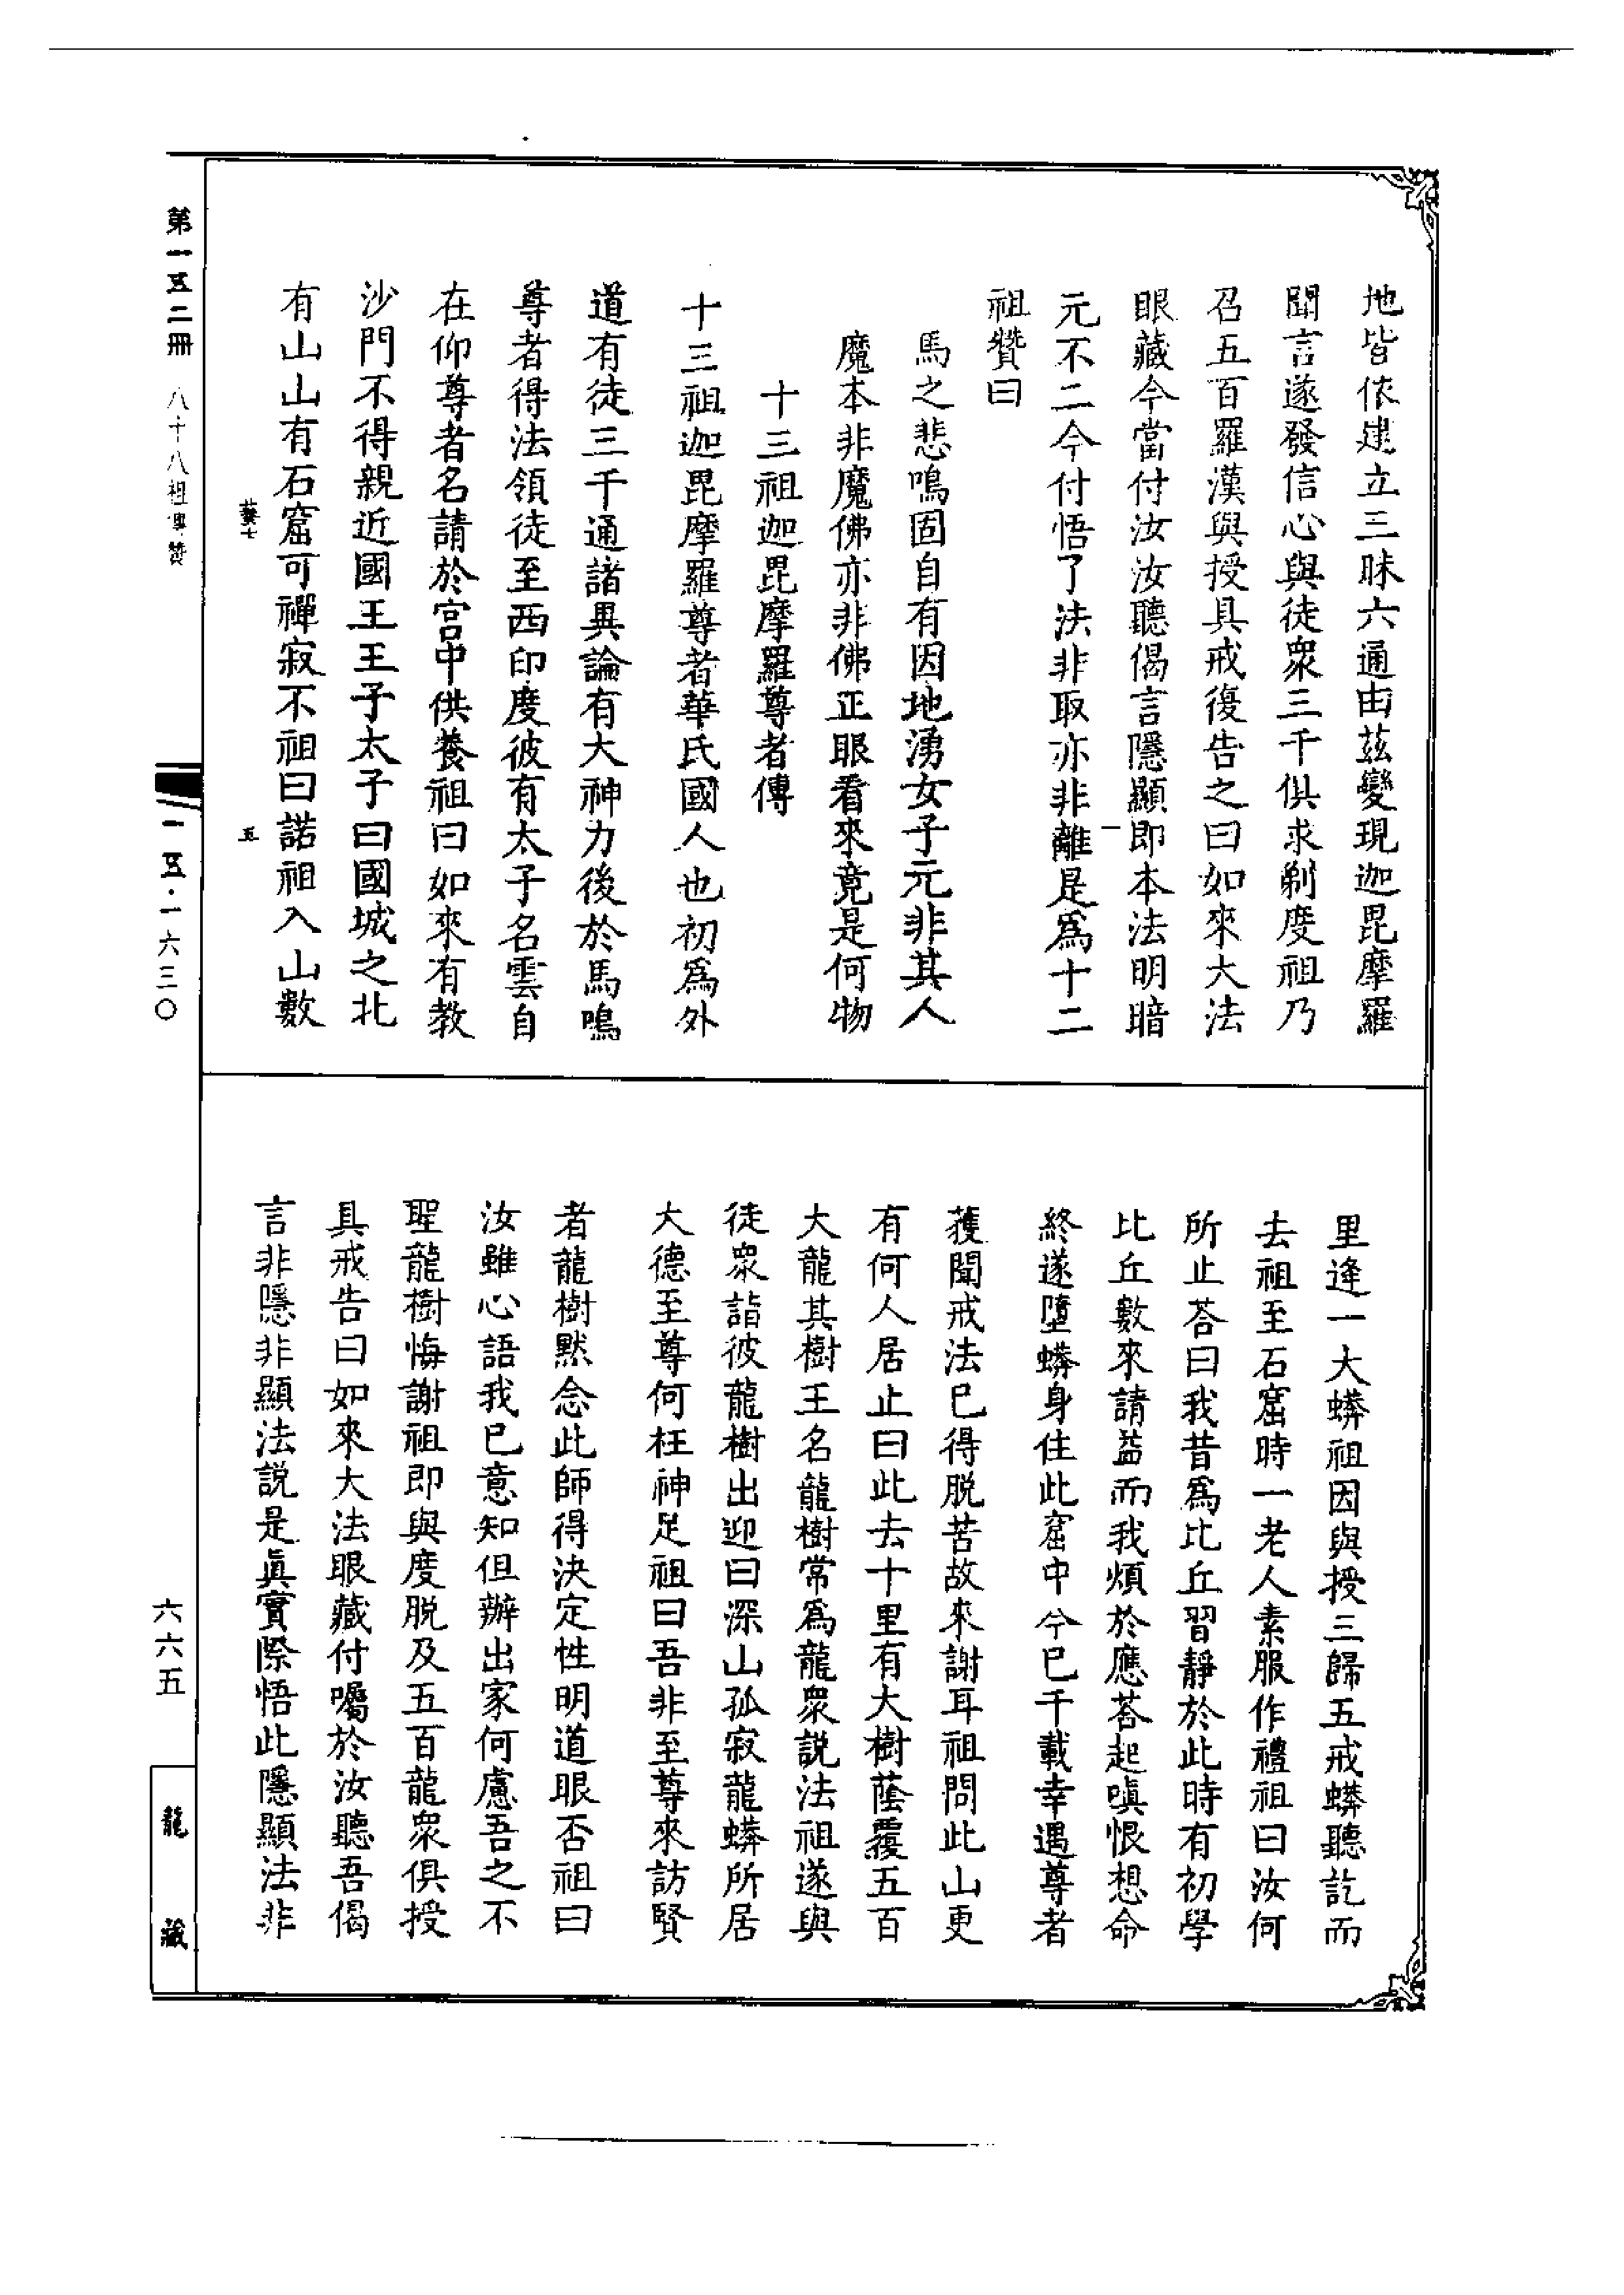 地皆依建立三昧六通由茲變現迦毘摩羅
聞言遂發信心與徒衆三千俱求剃度祖乃
召五百羅漢與授具戒復告之曰如來大法
眼藏今當付汝汝聽偈言隱顯即本法明暗
元不二今付悟了法非取亦非離是爲十二
祖贊曰
馬之悲鳴固自有因地湧女子元非其人
魔本非魔佛亦非佛正眼看來竟是何物
十三祖迦毘摩羅尊者傳
十三祖迦毘摩羅尊者華氏國人也初爲外
道有徒三千通諸異論有大神力後於馬鳴
尊者得法領徒至西印度彼有太子名雲自
在仰尊者名請於宮中供養祖曰如來有教
沙門不得親近國王王子太子曰國城之北
有山山有石窟可禪寂不祖曰諾祖入山數
里逢一大蟒祖因與授三歸五戒蟒聽訖而
去祖至石窟時一老人素服作禮祖曰汝何
所止荅曰我昔爲比丘習靜於此時有初學
比丘數來請益而我煩於應荅起嗔恨想命
終遂墮蟒身住此窟中今已千載幸遇尊者
獲聞戒法已得脫苦故來謝耳祖問此山更
有何人居止曰此去十里有大樹蔭覆五百
大龍其樹王名龍樹常爲龍衆說法祖遂與
徒衆詣彼龍樹出迎曰深山孤寂龍蟒所居
大德至尊何枉神足祖曰吾非至尊來訪賢
者龍樹默念此師得決定性明道眼否祖曰
汝雖心語我已意知但辦出家何慮吾之不
聖龍樹悔謝祖即與度脫及五百龍衆俱授
具戒告曰如來大法眼藏付囑於汝聽吾偈
言非隱非顯法說是眞實際悟此隱顯法非
第一五二冊 八十八祖傳贊
一五·一六三〇
六六五
龍藏
五